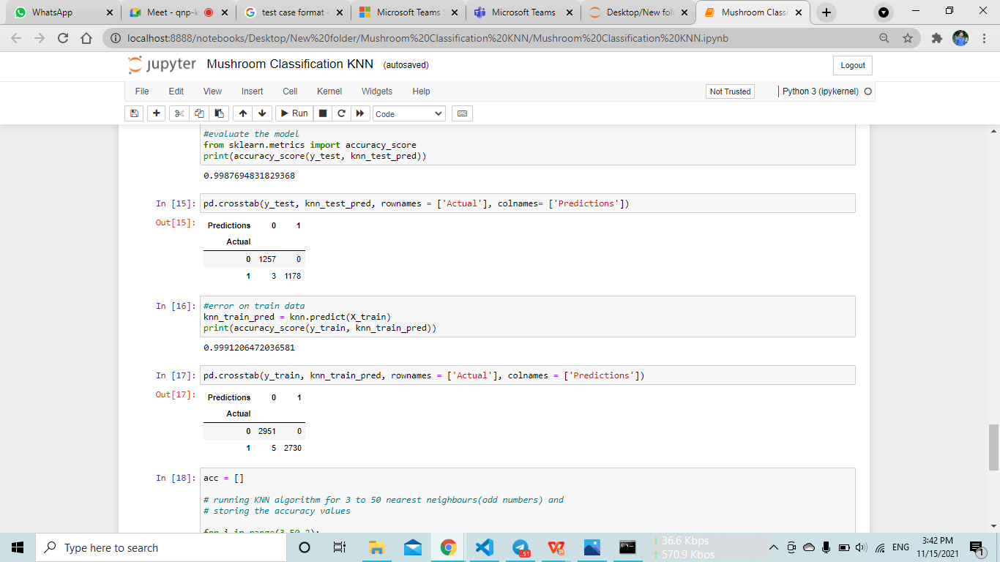 WhatsApp
Meet - qnp-k
test case format -
Microsoft Teams S
Microsoft Teams
Desktop/New fol
Mushroom Classi
localhost:8888/notebooks/Desktop/New%20folder/Mushroom%20Classification%20KNN/Mushroom%20Classification%20KNN.ipynb
jupyter Mushroom Classification KNN (autosaved)
Logout
File Edit View Insert Cell Kernel Widgets Help
Not Trusted
Python 3 (ipykernel)
Run
Code
#evaluate the model
from sklearn.metrics import accuracy_score
print(accuracy_score(y_test, knn_test_pred))
0.9987694831829368
In [15]: pd.crosstab(y_test, knn_test_pred, rownames = ['Actual'], colnames= ['Predictions'])
Out[15]:
Predictions 0 1
Actual
0 1257 0
1 3 1178
In [16]: #error on train data
knn_train_pred = knn.predict(X_train)
print(accuracy_score(y_train, knn_train_pred))
0.9991206472036581
In [17]: pd.crosstab(y_train, knn_train_pred, rownames = ['Actual'], colnames = ['Predictions'])
Out[17]:
Predictions 0 1
Actual
0 2951 0
1 5 2730
In [18]: acc = []
# running KNN algorithm for 3 to 50 nearest neighbours(odd numbers) and
# storing the accuracy values
for i in range(3,50,2):
Type here to search
51
36.6 Kbps
570.9 Kbps
ENG
3:42 PM
11/15/2021
1